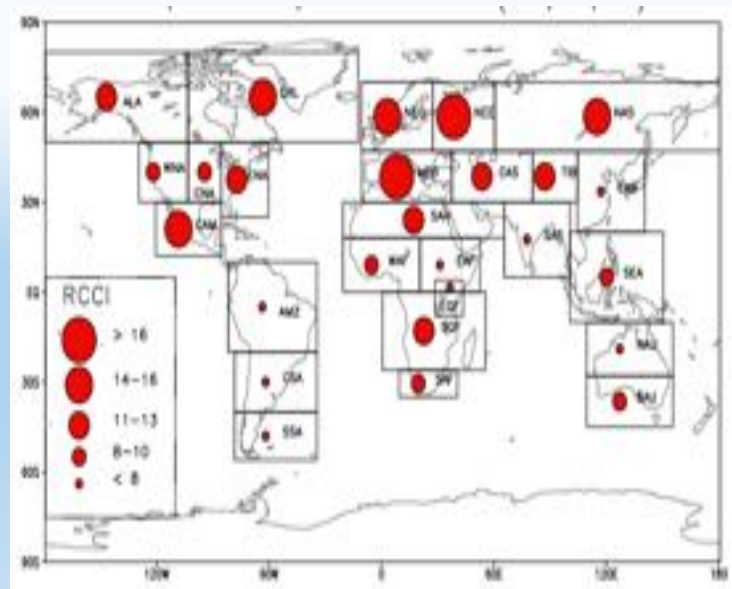 90N
60N
30N
EQ
30S
60S
90S
120W
60W
0
60E
120E
180
ALA
GRL
NEU
NEE
NAS
WNA
CNA
ENA
CAM
MED
CAS
TIB
EAS
SAH
SAS
WAF
EAF
EQF
SEA
AMZ
SQF
CSA
SAF
NAU
SSA
SAU
RCCI
≥ 16
14–16
11–13
8–10
< 8